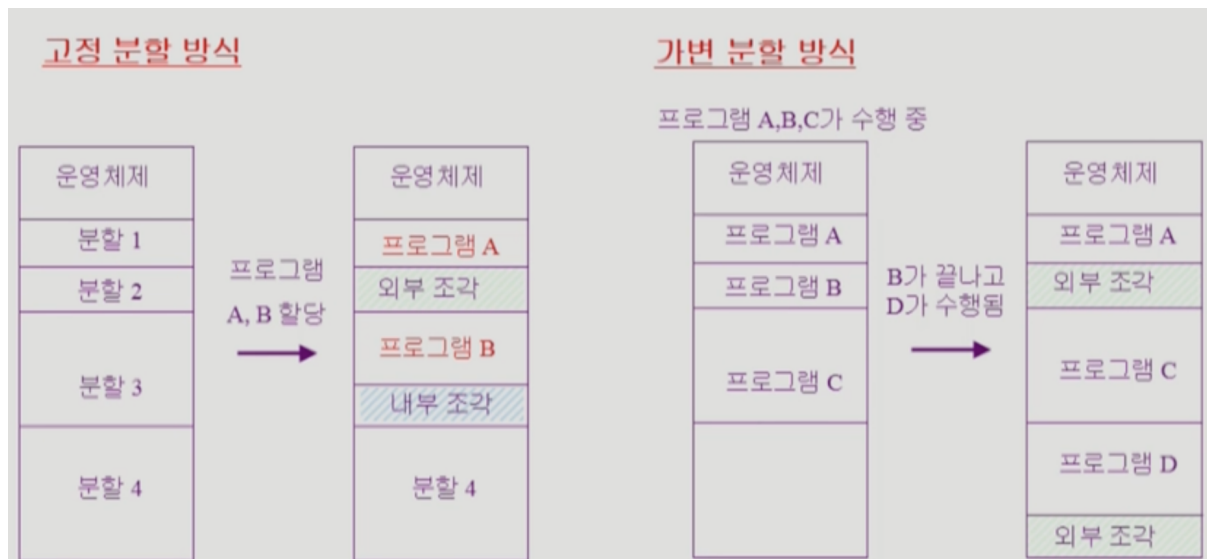 고정 분할 방식
운영체제
분할 1
분할 2
분할 3
분할 4
프로그램
A, B 할당
운영체제
프로그램 A
외부 조각
프로그램 B
내부 조각
분할 4
가변 분할 방식
프로그램 A,B,C가 수행 중
운영체제
프로그램 A
프로그램 B
프로그램 C
B가 끝나고
D가 수행됨
운영체제
프로그램 A
외부 조각
프로그램 C
프로그램 D
외부 조각